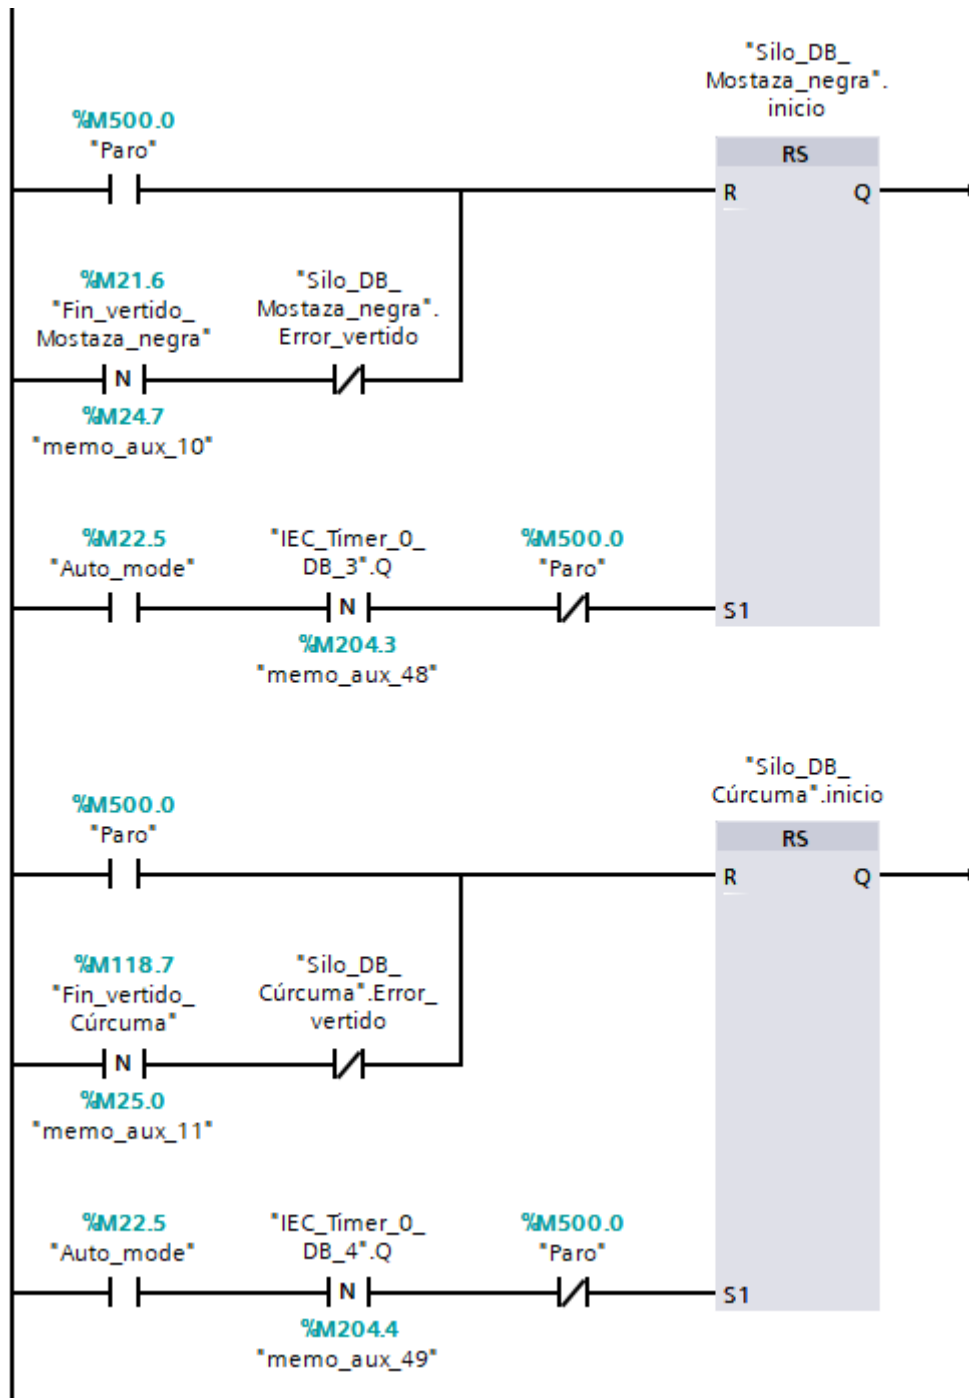 "Silo_DB_
Mostaza_negra".
inicio
%M500.0
"Paro"
RS
R
Q
%M21.6
"Fin_vertido_
Mostaza_negra"
"Silo_DB_
Mostaza_negra".
Error_vertido
N
%M24.7
"memo_aux_10"
%M22.5
"Auto_mode"
"IEC_Timer_0_
DB_3".Q
%M500.0
"Paro"
N
S1
%M204.3
"memo_aux_48"
"Silo_DB_
Cúrcuma".inicio
%M500.0
"Paro"
RS
R
Q
%M118.7
"Fin_vertido_
Cúrcuma"
"Silo_DB_
Cúrcuma".Error_
vertido
N
%M25.0
"memo_aux_11"
%M22.5
"Auto_mode"
"IEC_Timer_0_
DB_4".Q
%M500.0
"Paro"
N
S1
%M204.4
"memo_aux_49"